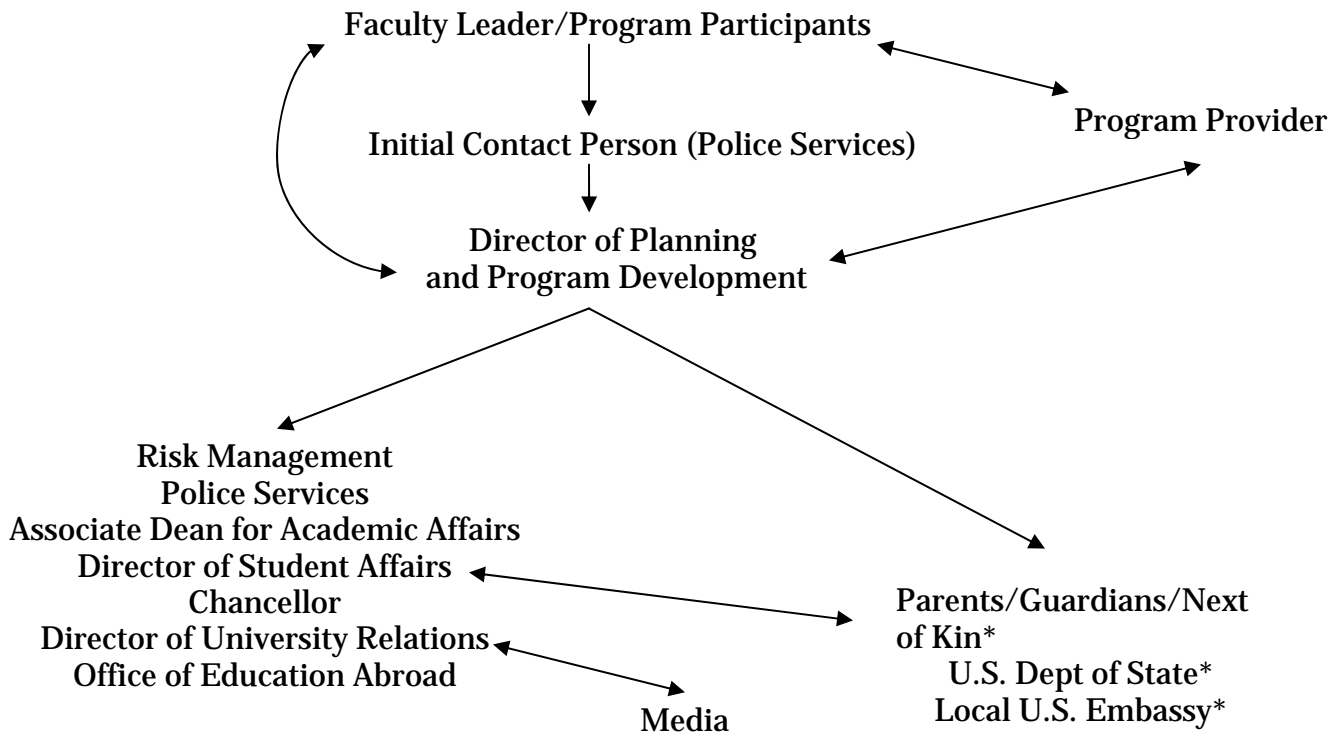 Faculty Leader/Program Participants
Program Provider
Initial Contact Person (Police Services)
Director of Planning
and Program Development
Risk Management
Police Services
Associate Dean for Academic Affairs
Director of Student Affairs
Chancellor
Director of University Relations
Office of Education Abroad
Parents/Guardians/Next
of Kin*
U.S. Dept of State*
Local U.S. Embassy*
Media